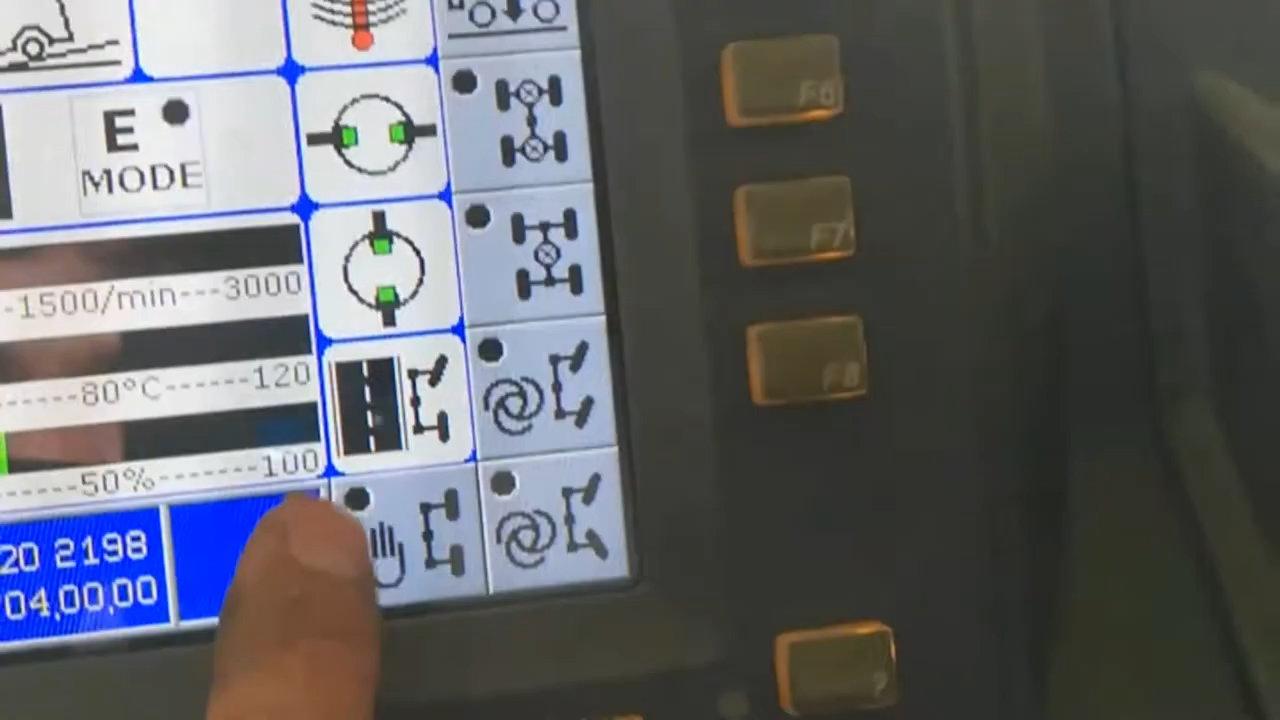 F6
E
MODE
F7
-1500/min---3000
F8
-----80°C------120
-----50%-------100
20 2198
04,00,00